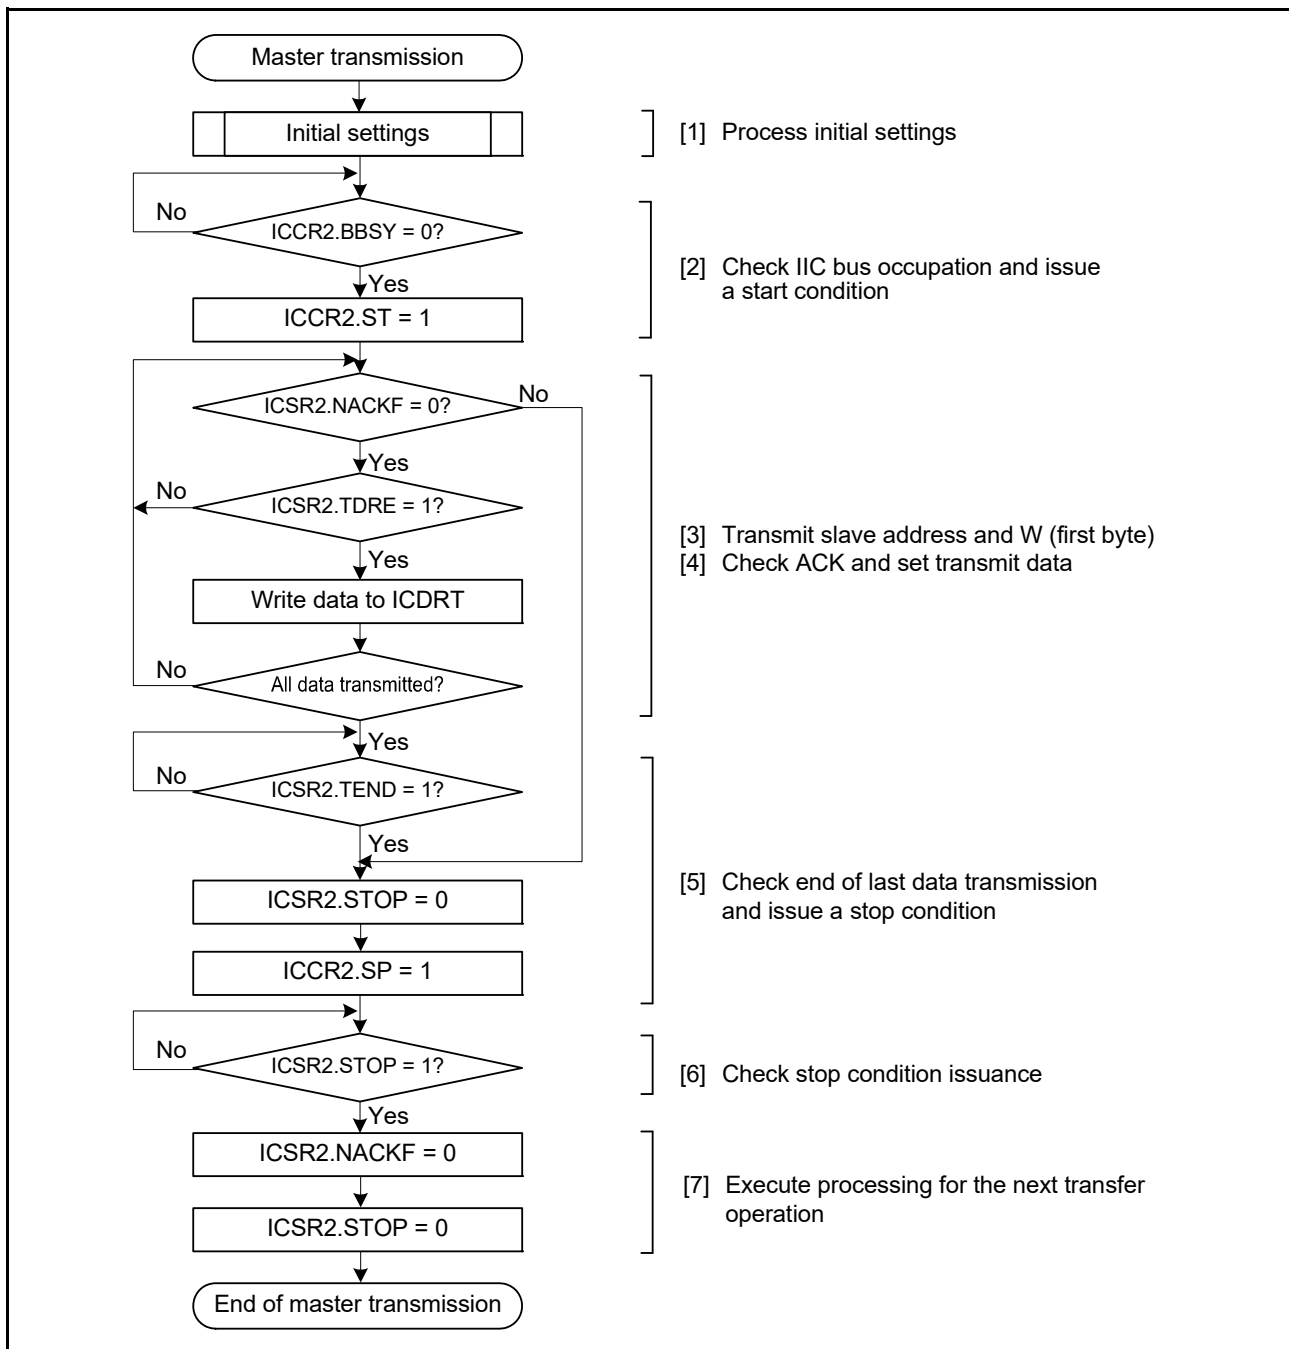 Master transmission
Initial settings
[1] Process initial settings
No
ICCR2.BBSY = 0?
Yes
[2] Check IIC bus occupation and issue
a start condition
ICCR2.ST = 1
No
ICSR2.NACKF = 0?
Yes
No
ICSR2.TDRE = 1?
Yes
[3] Transmit slave address and W (first byte)
[4] Check ACK and set transmit data
Write data to ICDRT
No
All data transmitted?
Yes
No
ICSR2.TEND = 1?
Yes
ICSR2.STOP = 0
[5] Check end of last data transmission
and issue a stop condition
ICCR2.SP = 1
No
ICSR2.STOP = 1?
[6] Check stop condition issuance
Yes
ICSR2.NACKF = 0
[7] Execute processing for the next transfer
operation
ICSR2.STOP = 0
End of master transmission